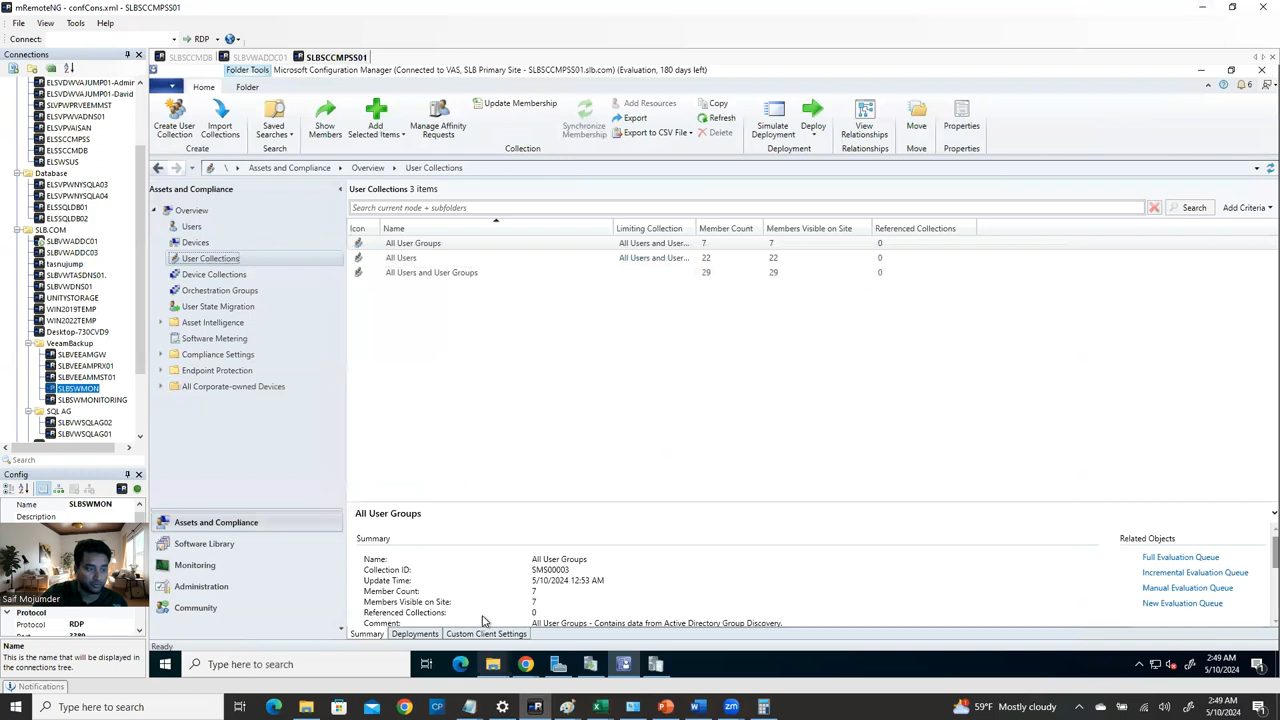 mRemoteNG - confCons.xml - SLBSCCMPSS01
File View Tools Help
Connect: RDP
Connections
SLBSCCMDB SLBVWADDC01 SLBSCCMPSS01
Folder Tools Microsoft Configuration Manager (Connected to VAS, SLB Primary Site - SLBSCCMPSS01.slb.com) (Evaluation, 180 days left)
Home Folder
6
Create User Collection
Import Collections
Create
Saved Searches
Search
Show Members
Add Selected Items
Manage Affinity Requests
Update Membership
Synchronize Membership
Add Resources
Export
Export to CSV File
Copy
Refresh
Delete
Collection
Simulate Deployment
Deploy
Deployment
View Relationships
Relationships
Move
Move
Properties
Properties
\ Assets and Compliance Overview User Collections
ELSVDWVAJUMP01-Admir
ELSVDWVAJUMP01-David
SLVPWPRVEEMMST
ELSVPWVADNS01
ELSVPVAISAN
ELSSCCMPSS
ELSSCCMDB
ELSWSUS
Database
ELSVPWNYSQLA03
ELSVPWNYSQLA04
ELSSQLDB01
ELSSQLDB02
SLB.COM
SLBVWADDC01
SLBVWADDC03
tasnujump
SLBVWTASDNS01.
SLBVWDNS01
UNITYSTORAGE
WIN2019TEMP
WIN2022TEMP
Desktop-730CVD9
VeeamBackup
SLBVEEAMGW
SLBVEEAMPRX01
SLBVEEAMMST01
SLBSWMON
SLBSWMONITORING
SQL AG
SLBVWSQLAG02
SLBVWSQLAG01
Search
Config
Name SLBSWMON
Description
Saif Mojumder
Protocol
Protocol RDP
Name
This is the name that will be displayed in the connections tree.
Notifications
Assets and Compliance
Overview
Users
Devices
User Collections
Device Collections
Orchestration Groups
User State Migration
Asset Intelligence
Software Metering
Compliance Settings
Endpoint Protection
All Corporate-owned Devices
Assets and Compliance
Software Library
Monitoring
Administration
Community
Ready
User Collections 3 items
Search current node + subfolders Search Add Criteria
Icon Name Limiting Collection Member Count Members Visible on Site Referenced Collections
All User Groups All Users and User... 7 7 0
All Users All Users and User... 22 22 0
All Users and User Groups 29 29 0
All User Groups
Summary
Name: All User Groups
Collection ID: SMS00003
Update Time: 5/10/2024 12:53 AM
Member Count: 7
Members Visible on Site: 7
Referenced Collections: 0
Comment: All User Groups - Contains data from Active Directory Group Discovery.
Related Objects
Full Evaluation Queue
Incremental Evaluation Queue
Manual Evaluation Queue
New Evaluation Queue
Summary Deployments Custom Client Settings
Type here to search
2:49 AM
5/10/2024
Type here to search
59°F Mostly cloudy
2:49 AM
5/10/2024